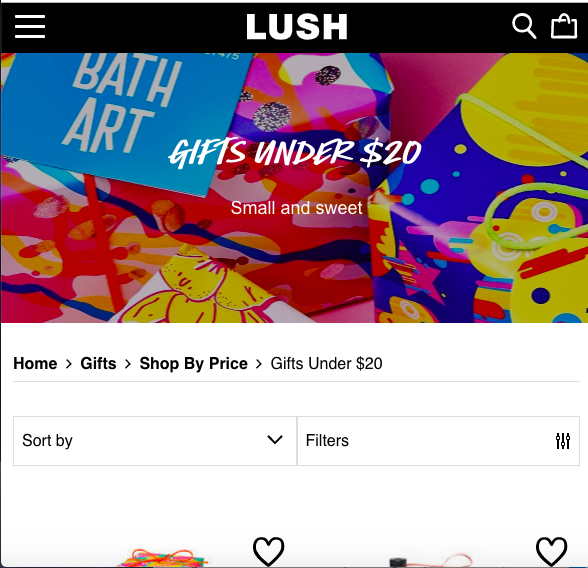 LUSH
BATH
ART
GIFTS UNDER $20
Small and sweet
Home > Gifts > Shop By Price > Gifts Under $20
Sort by
Filters